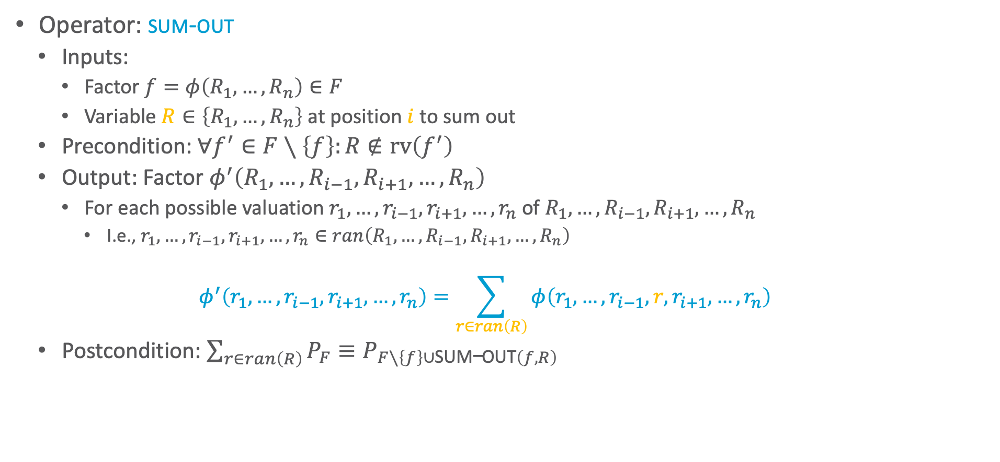 • Operator: SUM-OUT
• Inputs:
• Factor 𝑓 = 𝜙(𝑅₁, … , 𝑅ₙ) ∈ 𝐹
• Variable 𝑅 ∈ {𝑅₁, … , 𝑅ₙ} at position 𝑖 to sum out
• Precondition: ∀𝑓′ ∈ 𝐹 ∖ {𝑓}: 𝑅 ∉ rv(𝑓′)
• Output: Factor 𝜙′(𝑅₁, … , 𝑅ᵢ₋₁, 𝑅ᵢ₊₁, … , 𝑅ₙ)
• For each possible valuation 𝑟₁, … , 𝑟ᵢ₋₁, 𝑟ᵢ₊₁, … , 𝑟ₙ of 𝑅₁, … , 𝑅ᵢ₋₁, 𝑅ᵢ₊₁, … , 𝑅ₙ
• I.e., 𝑟₁, … , 𝑟ᵢ₋₁, 𝑟ᵢ₊₁, … , 𝑟ₙ ∈ 𝑟𝑎𝑛(𝑅₁, … , 𝑅ᵢ₋₁, 𝑅ᵢ₊₁, … , 𝑅ₙ)
𝜙′(𝑟₁, … , 𝑟ᵢ₋₁, 𝑟ᵢ₊₁, … , 𝑟ₙ) = ∑_{𝑟∈𝑟𝑎𝑛(𝑅)} 𝜙(𝑟₁, … , 𝑟ᵢ₋₁, 𝑟, 𝑟ᵢ₊₁, … , 𝑟ₙ)
• Postcondition: ∑_{𝑟∈𝑟𝑎𝑛(𝑅)} 𝑃_𝐹 ≡ 𝑃_{𝐹∖{𝑓}∪SUM−OUT(𝑓,𝑅)}